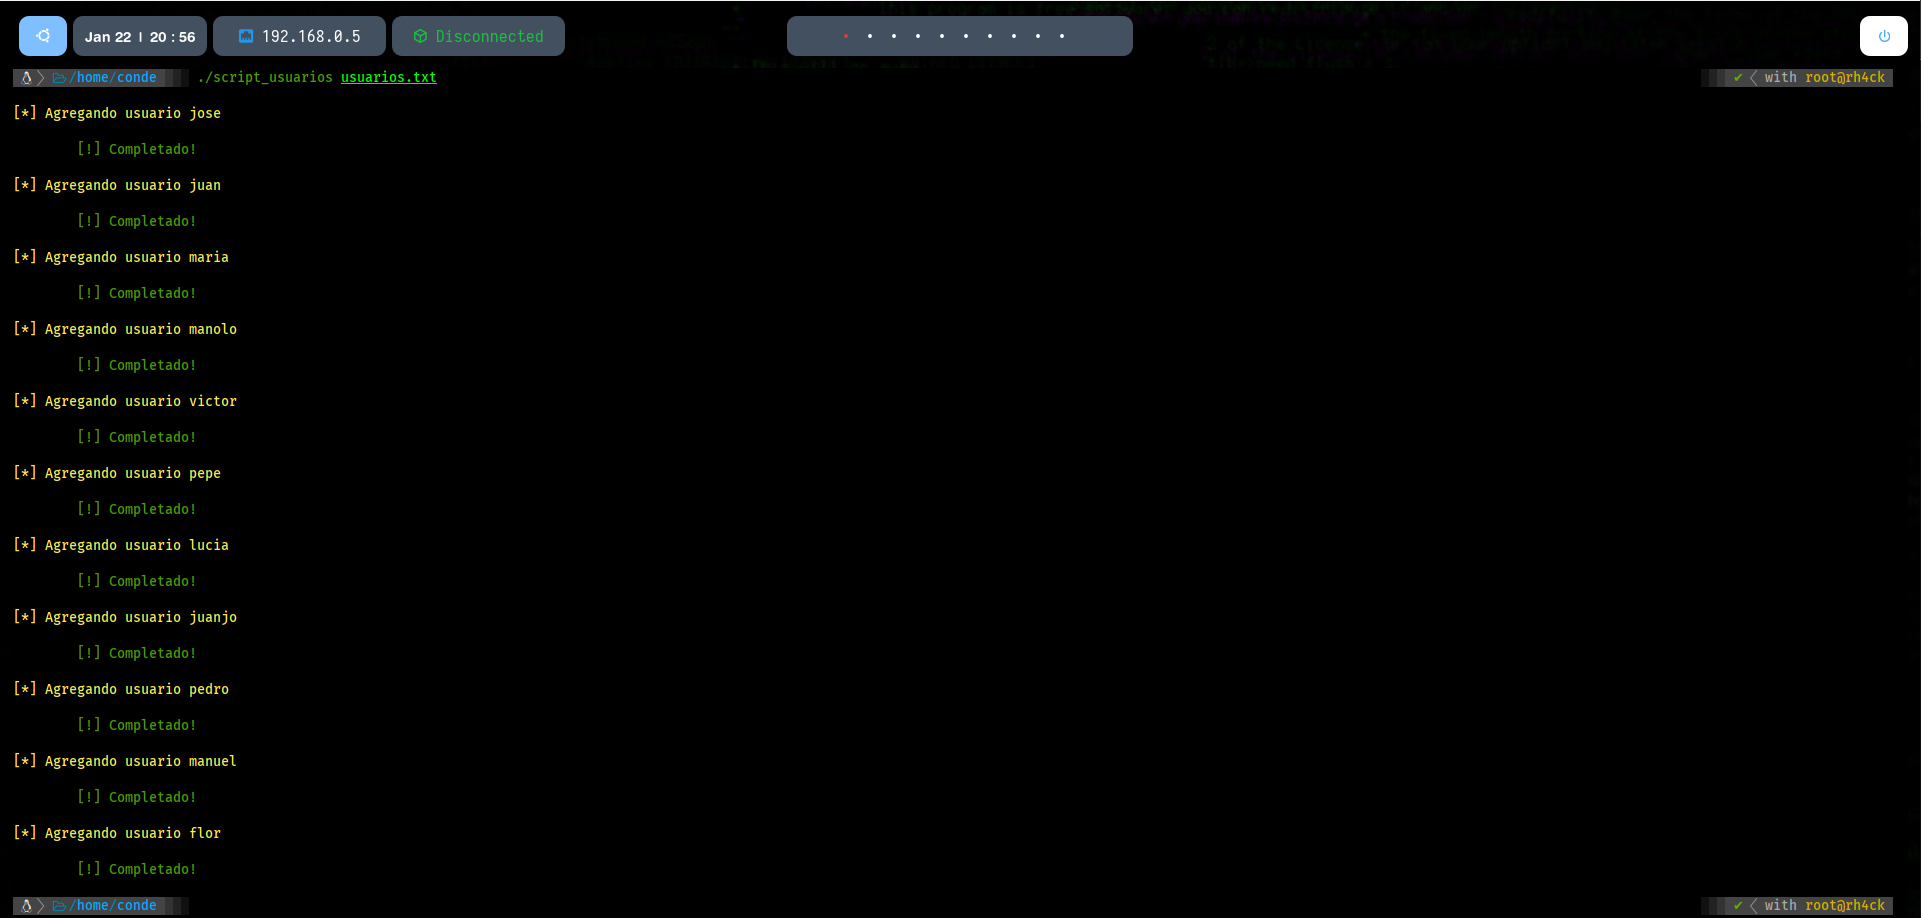 Jan 22 | 20 : 56
192.168.0.5
Disconnected
/home/conde ./script_usuarios usuarios.txt ✔ with root@rh4ck
[*] Agregando usuario jose
[!] Completado!
[*] Agregando usuario juan
[!] Completado!
[*] Agregando usuario maria
[!] Completado!
[*] Agregando usuario manolo
[!] Completado!
[*] Agregando usuario victor
[!] Completado!
[*] Agregando usuario pepe
[!] Completado!
[*] Agregando usuario lucia
[!] Completado!
[*] Agregando usuario juanjo
[!] Completado!
[*] Agregando usuario pedro
[!] Completado!
[*] Agregando usuario manuel
[!] Completado!
[*] Agregando usuario flor
[!] Completado!
/home/conde ✔ with root@rh4ck